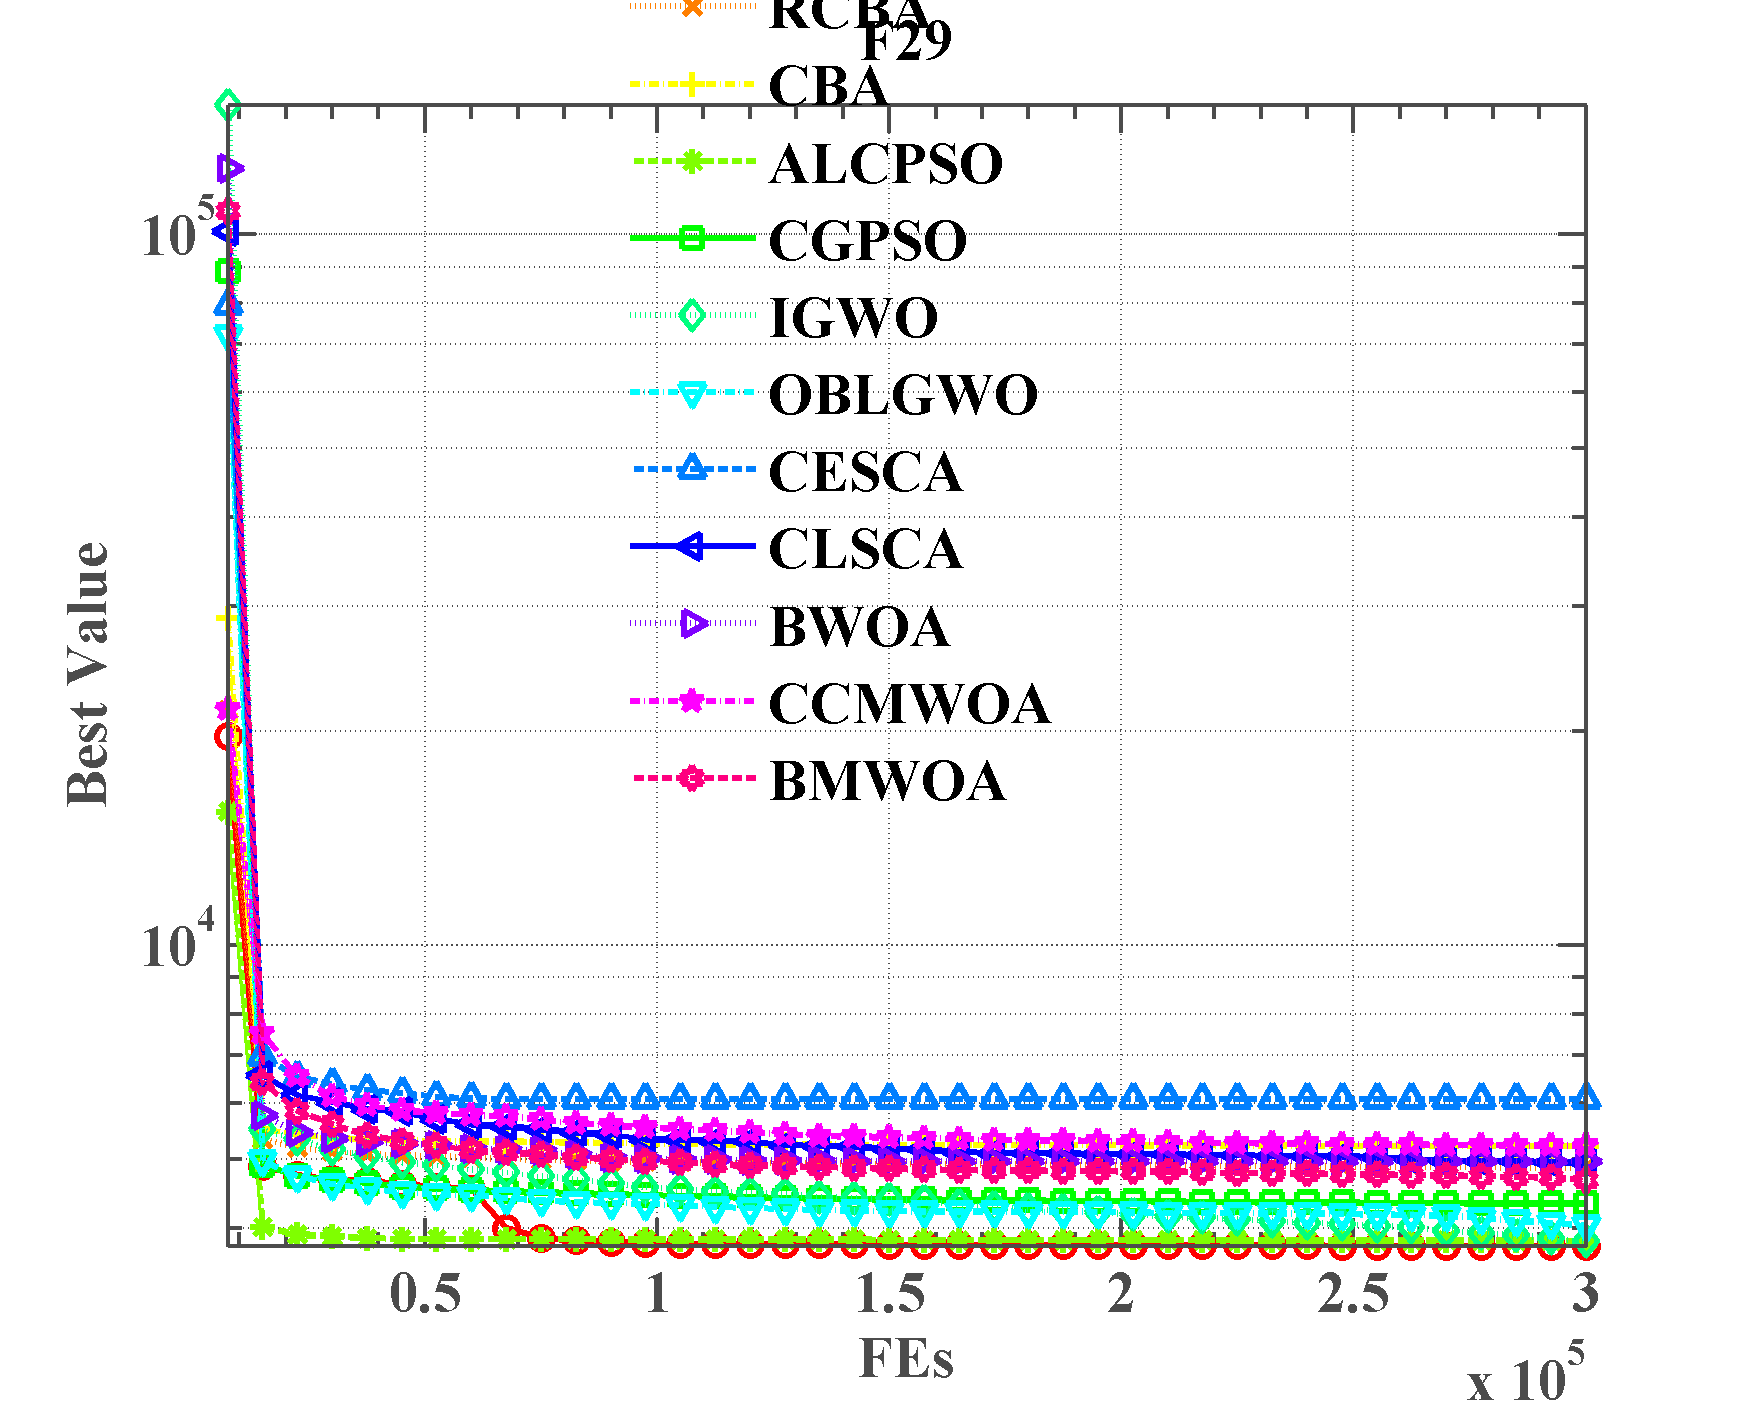 RCBA
F29
CBA
ALCPSO
CGPSO
IGWO
OBLGWO
CESCA
CLSCA
BWOA
CCMWOA
BMWOA
10^5
10^4
Best Value
0.5 1 1.5 2 2.5 3
FEs
x 10^5